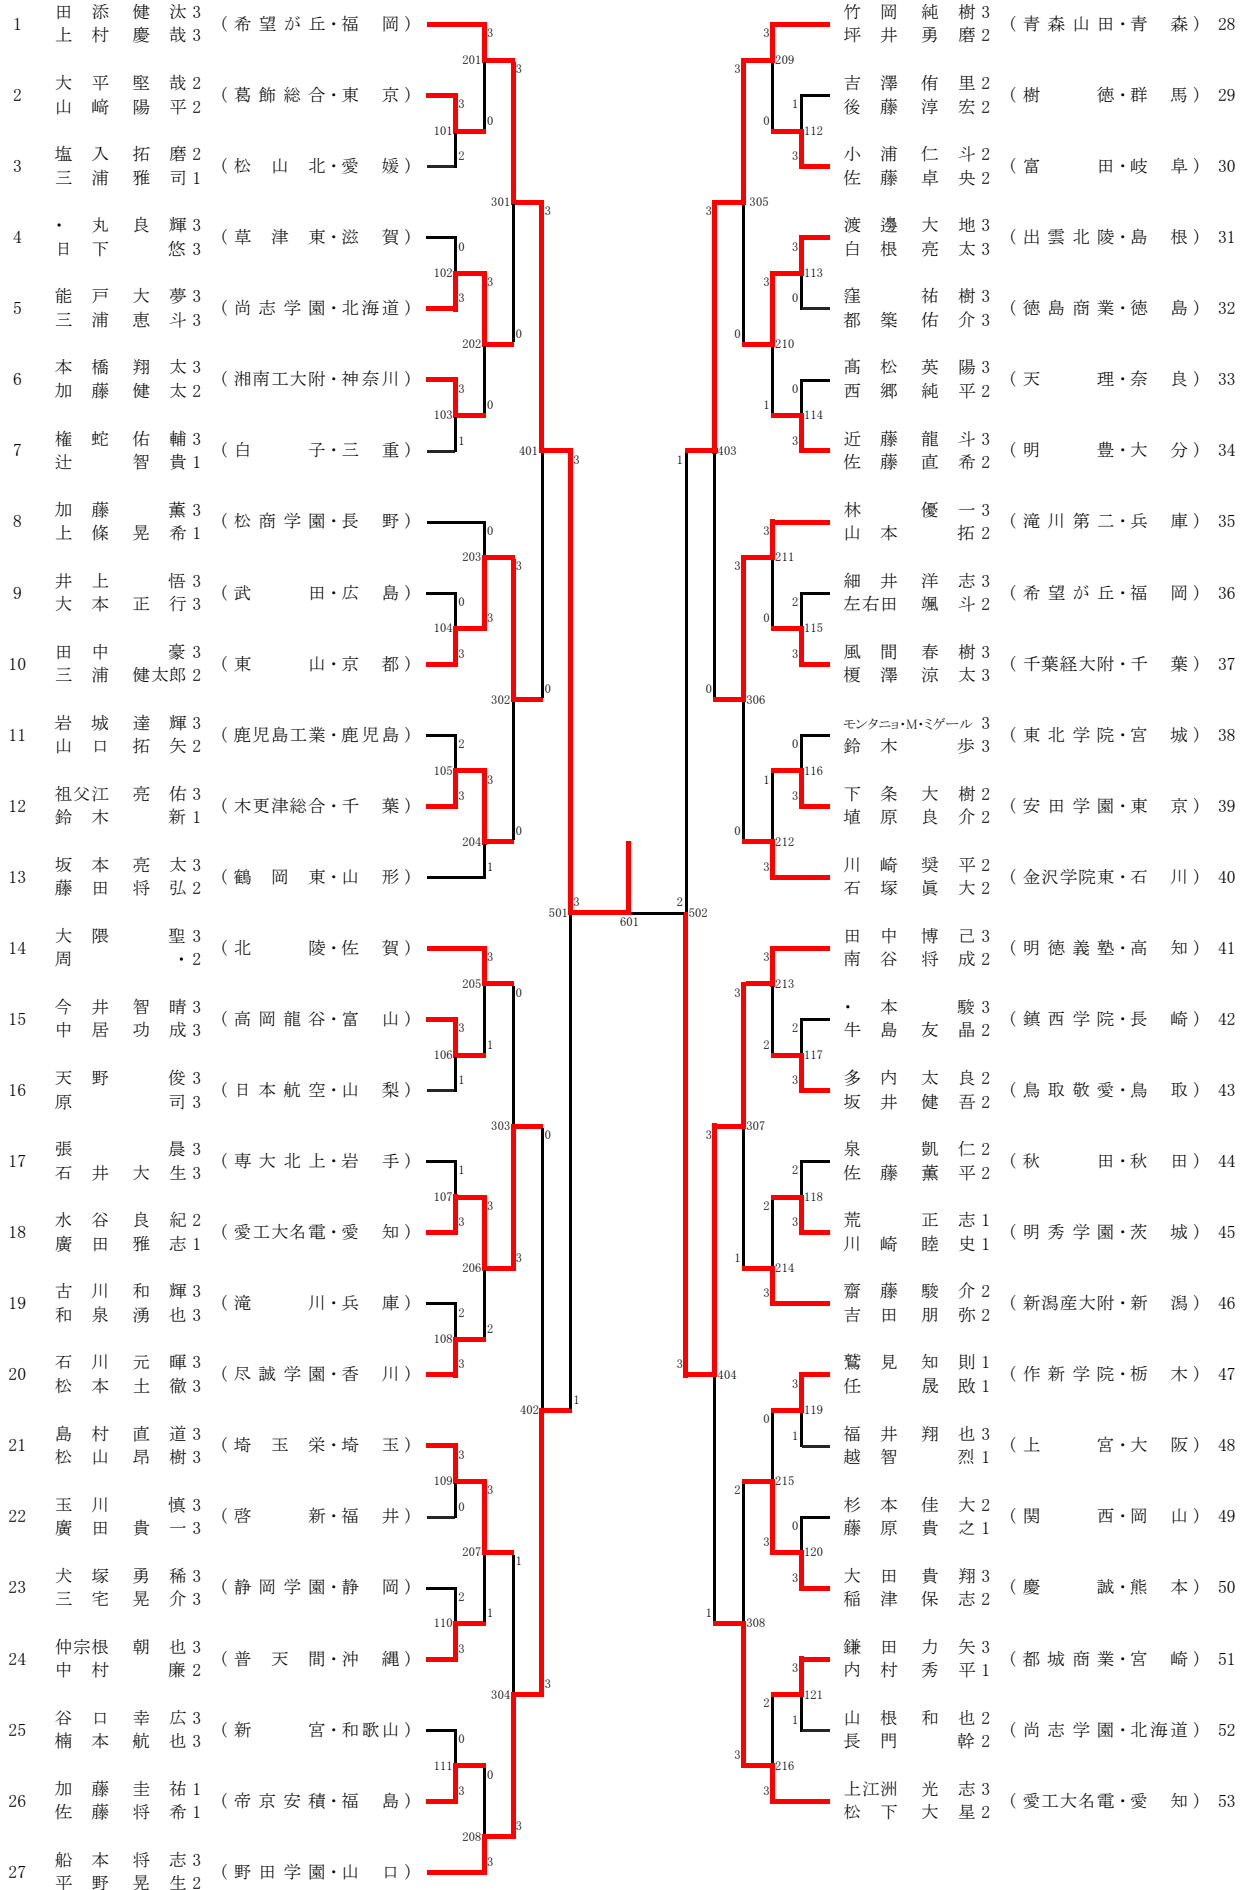 1 田添健汰3 (希望が丘・福岡)
上村慶哉3
2 大平堅哉2 (葛飾総合・東京)
山﨑陽平2
3 塩入拓磨2 (松山北・愛媛)
三浦雅司1
4 ・丸良輝3 (草津東・滋賀)
日下悠3
5 能戸大夢3 (尚志学園・北海道)
三浦恵斗3
6 本橋翔太3 (湘南工大附・神奈川)
加藤健太2
7 権蛇佑輔3 (白子・三重)
辻智貴1
8 加藤薫3 (松商学園・長野)
上條晃希1
9 井上悟3 (武田・広島)
大本正行3
10 田中豪3 (東山・京都)
三浦健太郎2
11 岩城達輝3 (鹿児島工業・鹿児島)
山口拓矢2
12 祖父江亮佑3 (木更津総合・千葉)
鈴木新1
13 坂本亮太3 (鶴岡東・山形)
藤田将弘2
14 大隈聖3 (北陵・佐賀)
周・2
15 今井智晴3 (高岡龍谷・富山)
中居功成3
16 天野俊3 (日本航空・山梨)
原司3
17 張晨3 (専大北上・岩手)
石井大生3
18 水谷良紀2 (愛工大名電・愛知)
廣田雅志1
19 古川和輝3 (滝川・兵庫)
和泉湧也3
20 石川元暉3 (尽誠学園・香川)
松本土徹3
21 島村直道3 (埼玉栄・埼玉)
松山昂樹3
22 玉川慎3 (啓新・福井)
廣田貴一3
23 犬塚勇稀3 (静岡学園・静岡)
三宅晃介3
24 仲宗根朝也3 (普天間・沖縄)
中村廉2
25 谷口幸広3 (新宮・和歌山)
楠本航也3
26 加藤圭祐1 (帝京安積・福島)
佐藤将希1
27 船本将志3 (野田学園・山口)
平野晃生2
竹岡純樹3 (青森山田・青森) 28
坪井勇磨2
吉澤侑里2 (樹徳・群馬) 29
後藤淳宏2
小浦仁斗2 (富田・岐阜) 30
佐藤卓央2
渡邊大地3 (出雲北陵・島根) 31
白根亮太3
窪祐樹3 (徳島商業・徳島) 32
都築佑介3
髙松英陽3 (天理・奈良) 33
西郷純平2
近藤龍斗3 (明豊・大分) 34
佐藤直希2
林優一3 (滝川第二・兵庫) 35
山本拓2
細井洋志3 (希望が丘・福岡) 36
左右田颯斗2
風間春樹3 (千葉経大附・千葉) 37
榎澤涼太3
モンタニョ・M・ミゲール 3 (東北学院・宮城) 38
鈴木歩3
下条大樹2 (安田学園・東京) 39
埴原良介2
川崎奨平2 (金沢学院東・石川) 40
石塚眞大2
田中博己3 (明徳義塾・高知) 41
南谷将成2
・本駿3 (鎮西学院・長崎) 42
牛島友晶2
多内太良2 (鳥取敬愛・鳥取) 43
坂井健吾2
泉凱仁2 (秋田・秋田) 44
佐藤薫平2
荒正志1 (明秀学園・茨城) 45
川崎睦史1
齋藤駿介2 (新潟産大附・新潟) 46
吉田朋弥2
鷲見知則1 (作新学院・栃木) 47
任晟敃1
福井翔也3 (上宮・大阪) 48
越智烈1
杉本佳大2 (関西・岡山) 49
藤原貴之1
大田貴翔3 (慶誠・熊本) 50
稲津保志2
鎌田力矢3 (都城商業・宮崎) 51
内村秀平1
山根和也2 (尚志学園・北海道) 52
長門幹2
上江洲光志3 (愛工大名電・愛知) 53
松下大星2